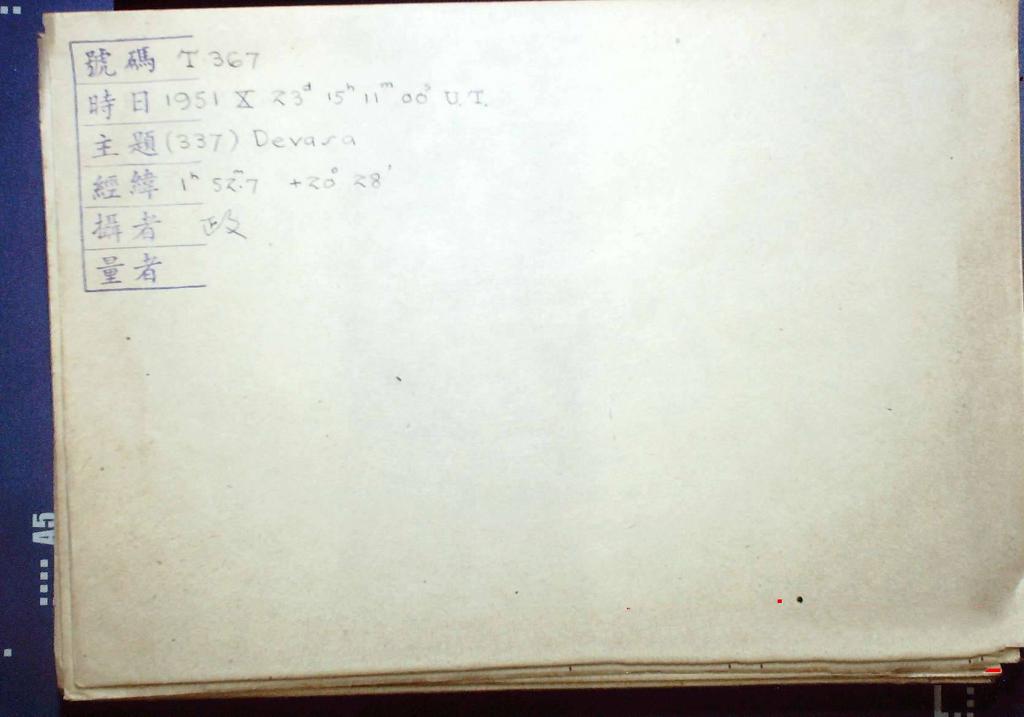 號碼 T 367
時日 1951 X 23ᵈ 15ʰ 11ᵐ 00ˢ U.T.
主題 (337) Devasa
經緯 1ʰ 52ᵐ.7 +20° 28'
攝者 政
量者
A5